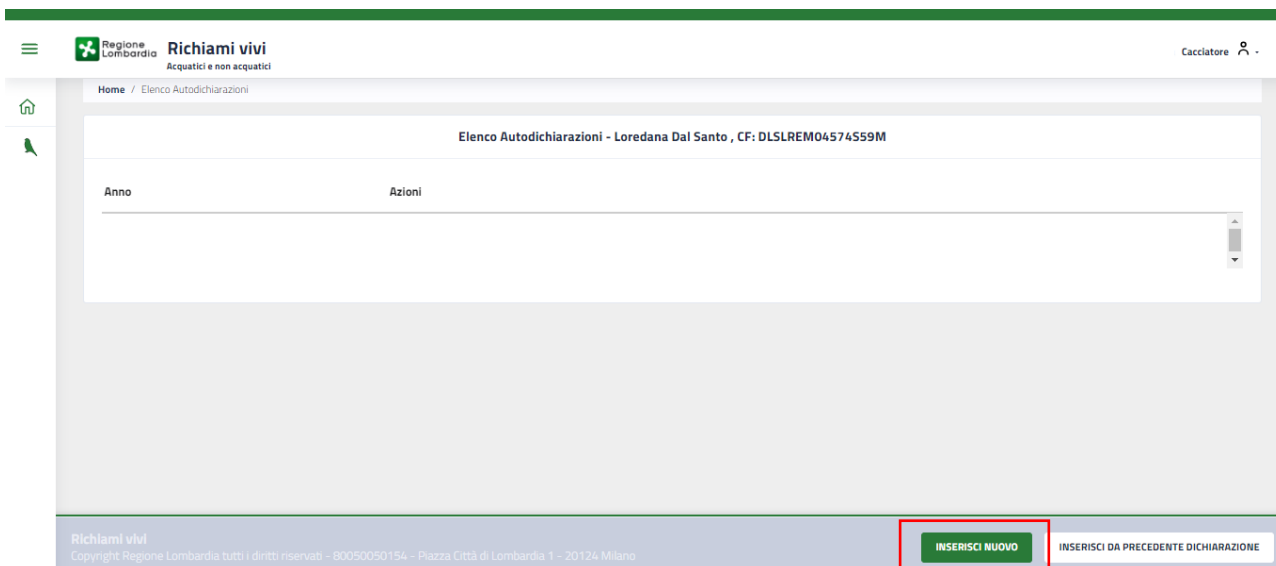 Regione
Lombardia
Richiami vivi
Acquatici e non acquatici
Cacciatore
Home / Elenco Autodichiarazioni
Elenco Autodichiarazioni - Loredana Dal Santo , CF: DLSLREM04574S59M
Anno Azioni
Richiami vivi
Copyright Regione Lombardia tutti i diritti riservati - 80050050154 - Piazza Città di Lombardia 1 - 20124 Milano
INSERISCI NUOVO
INSERISCI DA PRECEDENTE DICHIARAZIONE